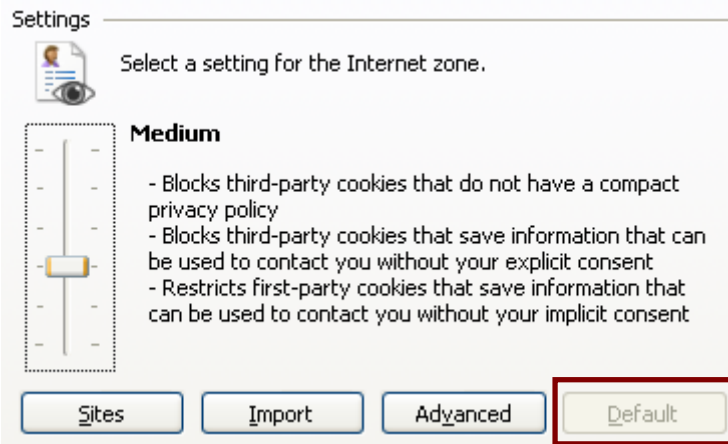 Settings
Select a setting for the Internet zone.
Medium
- Blocks third-party cookies that do not have a compact
privacy policy
- Blocks third-party cookies that save information that can
be used to contact you without your explicit consent
- Restricts first-party cookies that save information that
can be used to contact you without your implicit consent
Sites Import Advanced Default